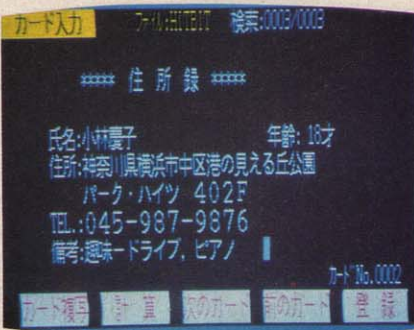 カード入力 ファイル:HITBIT 検索:0003/0003
***** 住 所 録 *****
氏名:小林慶子 年齢: 18才
住所:神奈川県横浜市中区港の見える丘公園
パーク・ハイツ 402F
TEL.:045-987-9876
備考:趣味ードライブ, ピアノ
カードNo.0002
カード複写 計 算 次のカード 前のカード 登 録